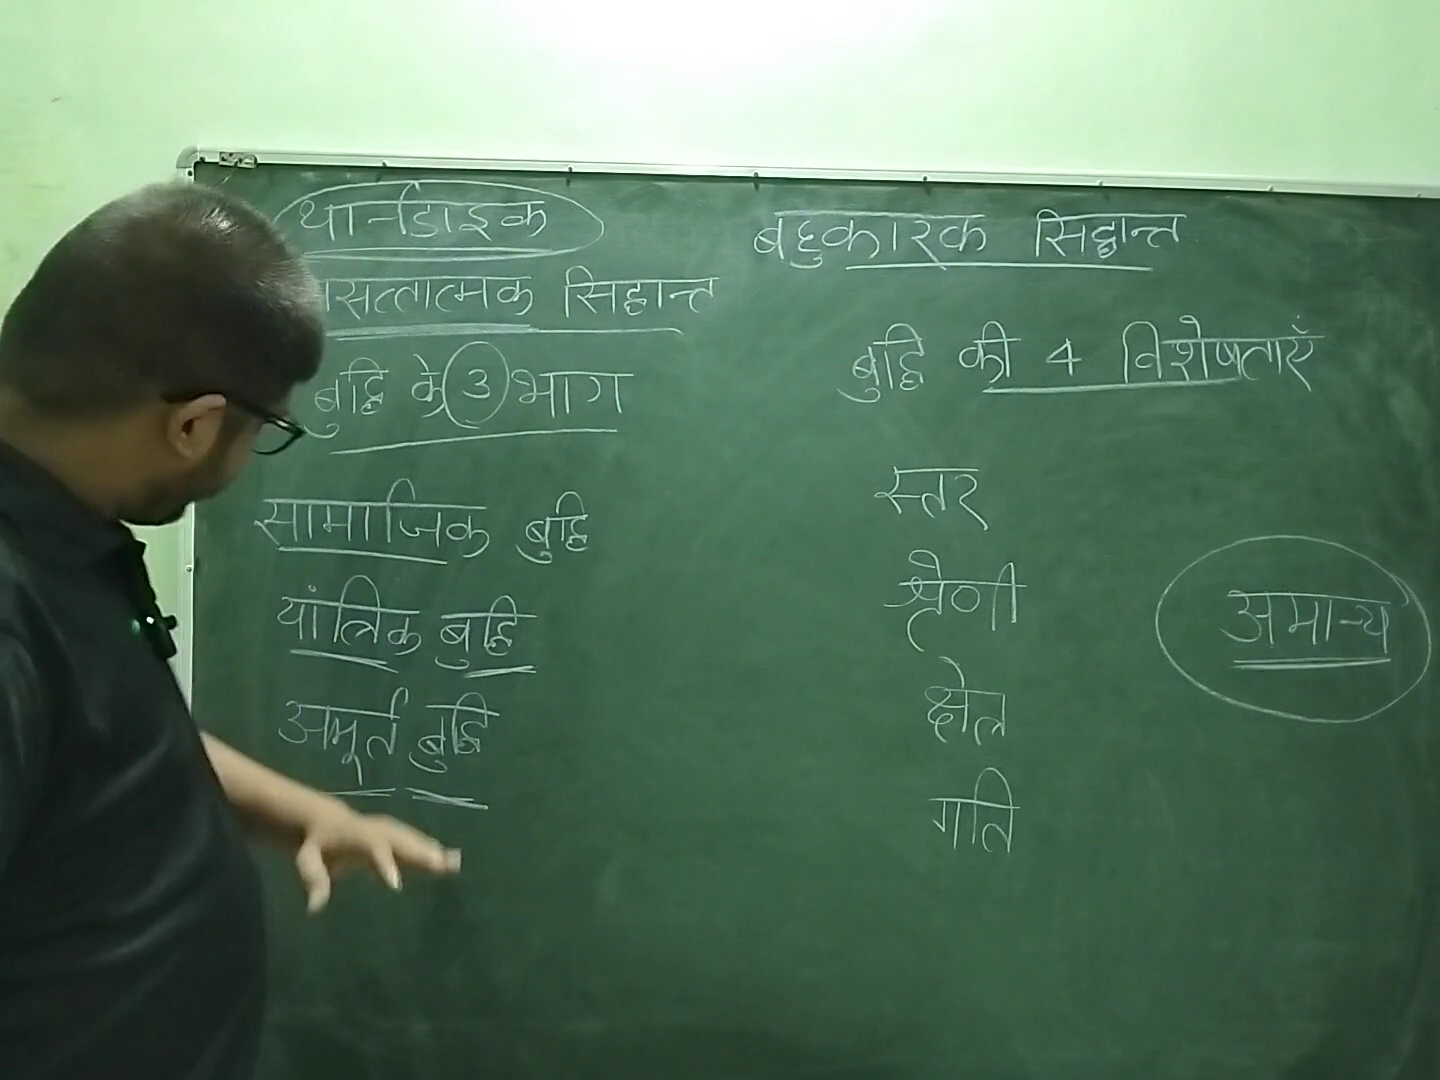 थार्नडाइक
सत्तात्मक सिद्धान्त
बुद्धि के 3 भाग
सामाजिक बुद्धि
यांत्रिक बुद्धि
अमूर्त बुद्धि
बहुकारक सिद्धान्त
बुद्धि की 4 विशेषताएँ
स्तर
श्रेणी
क्षेत्र
गति
अमान्य